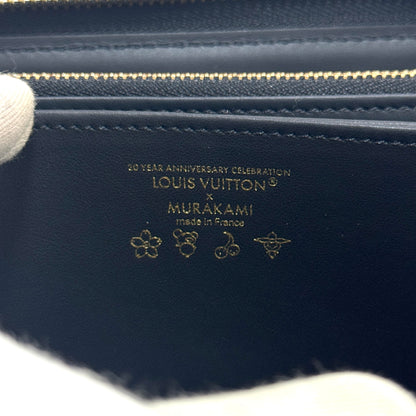 20 YEAR ANNIVERSARY CELEBRATION
LOUIS VUITTON®
x
MURAKAMI
made in France